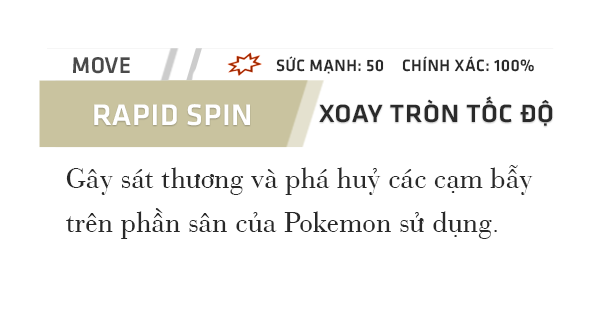 MOVE SỨC MẠNH: 50 CHÍNH XÁC: 100%
RAPID SPIN XOAY TRÒN TỐC ĐỘ
Gây sát thương và phá huỷ các cạm bẫy
trên phần sân của Pokemon sử dụng.